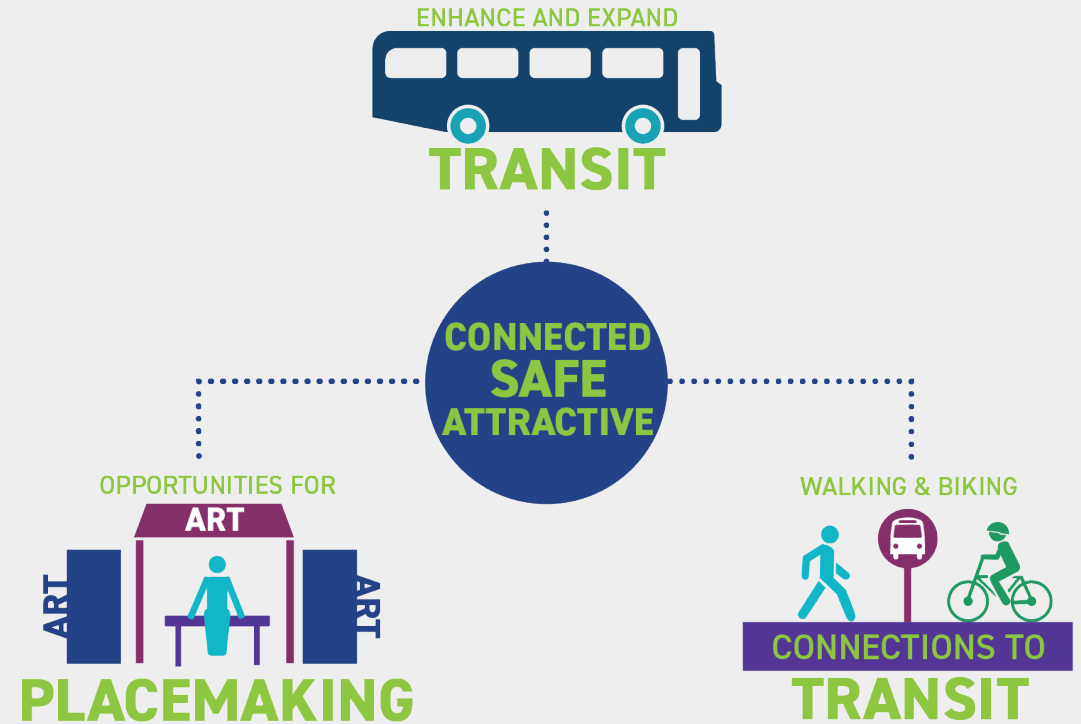 ENHANCE AND EXPAND
TRANSIT
CONNECTED
SAFE
ATTRACTIVE
OPPORTUNITIES FOR
ART
ART
ART
PLACEMAKING
WALKING & BIKING
CONNECTIONS TO
TRANSIT